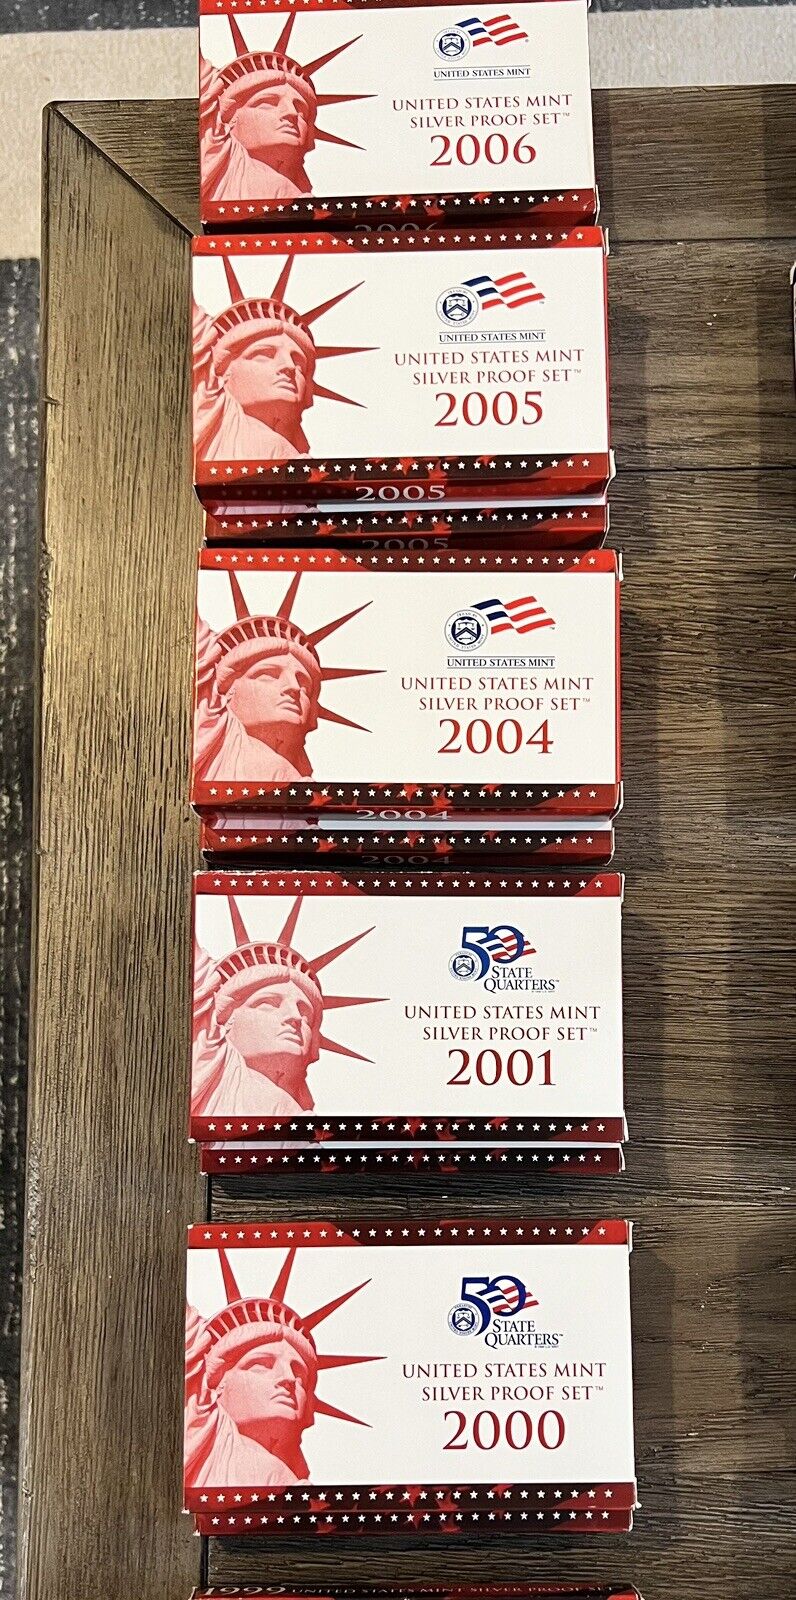 UNITED STATES MINT
UNITED STATES MINT
SILVER PROOF SET™
2006
2006
UNITED STATES MINT
UNITED STATES MINT
SILVER PROOF SET™
2005
2005
2005
UNITED STATES MINT
UNITED STATES MINT
SILVER PROOF SET™
2004
2004
2004
50
STATE
QUARTERS™
UNITED STATES MINT
SILVER PROOF SET™
2001
50
STATE
QUARTERS™
UNITED STATES MINT
SILVER PROOF SET™
2000
1999 UNITED STATES MINT SILVER PROOF SET